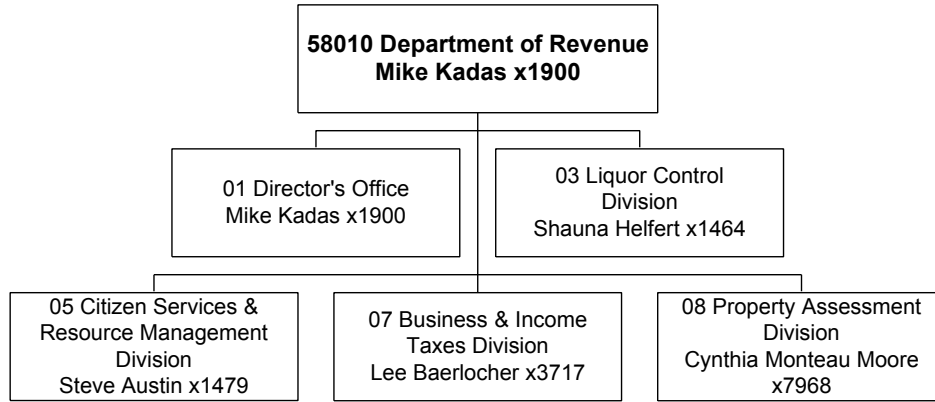 58010 Department of Revenue
Mike Kadas x1900
01 Director's Office
Mike Kadas x1900
03 Liquor Control
Division
Shauna Helfert x1464
05 Citizen Services &
Resource Management
Division
Steve Austin x1479
07 Business & Income
Taxes Division
Lee Baerlocher x3717
08 Property Assessment
Division
Cynthia Monteau Moore
x7968